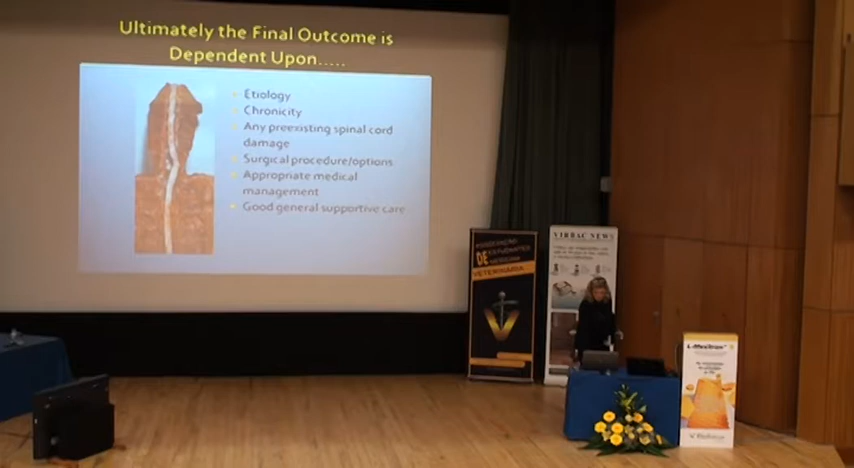 Ultimately the Final Outcome is
Dependent Upon.....
Etiology
Chronicity
Any preexisting spinal cord
damage
Surgical procedure/options
Appropriate medical
management
Good general supportive care
DE
VETERINÁRIA
VIRBAC NEWS